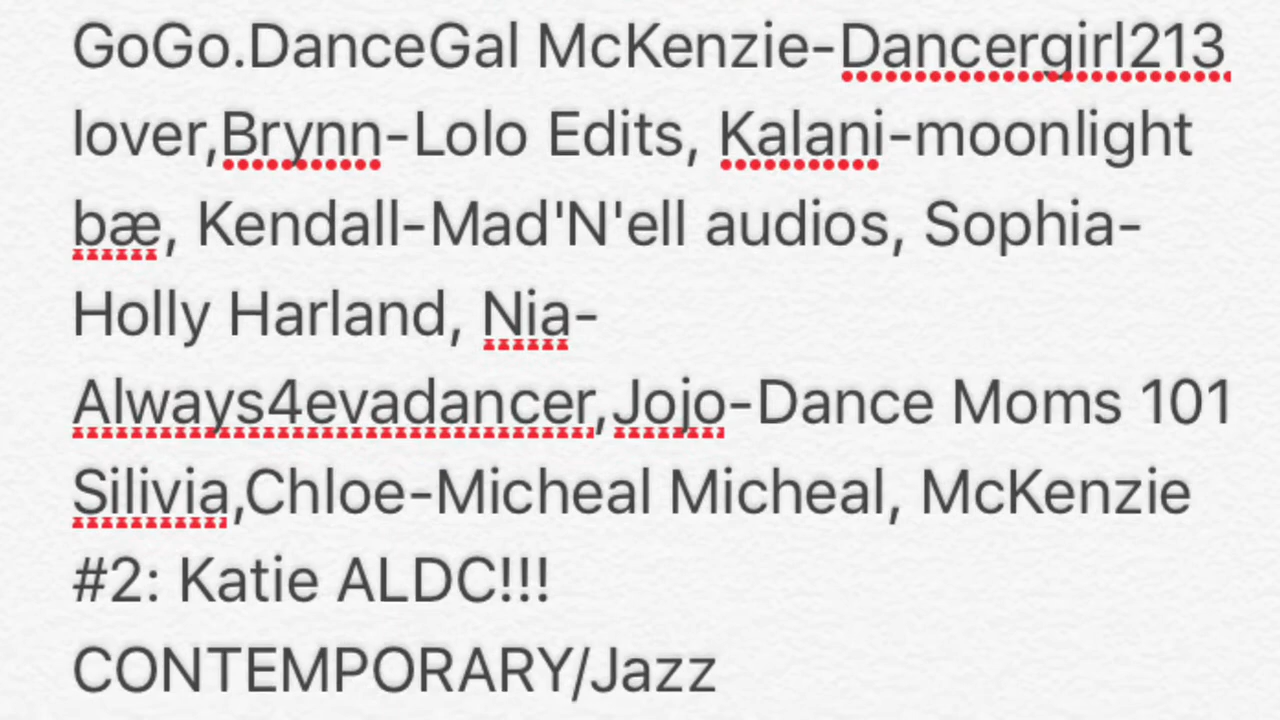 GoGo.DanceGal McKenzie-Dancergirl213
lover,Brynn-Lolo Edits, Kalani-moonlight
bæ, Kendall-Mad'N'ell audios, Sophia-
Holly Harland, Nia-
Always4evadancer,Jojo-Dance Moms 101
Silivia,Chloe-Micheal Micheal, McKenzie
#2: Katie ALDC!!!
CONTEMPORARY/Jazz